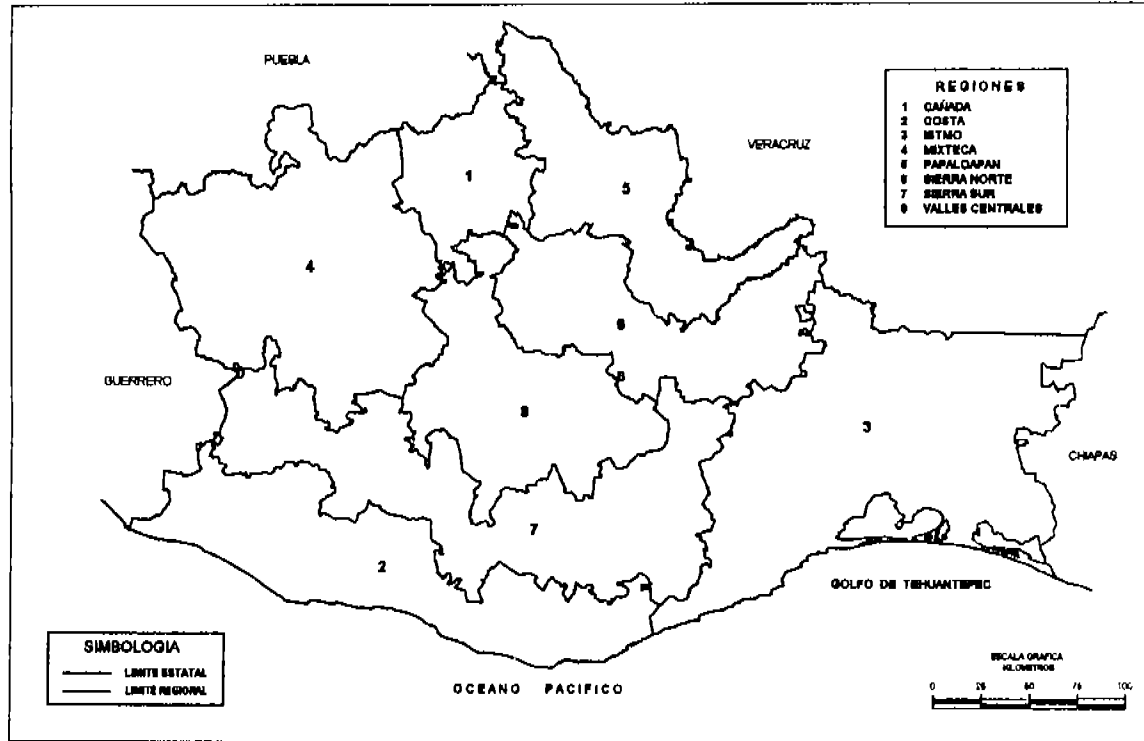 PUEBLA
VERACRUZ
GUERRERO
CHIAPAS
REGIONES
1 CAÑADA
2 COSTA
3 ISTMO
4 MIXTECA
5 PAPALOAPAN
6 SIERRA NORTE
7 SIERRA SUR
8 VALLES CENTRALES
1
5
4
6
8
8
3
7
2
GOLFO DE TEHUANTEPEC
OCEANO PACIFICO
SIMBOLOGIA
LIMITE ESTATAL
LIMITE REGIONAL
ESCALA GRAFICA
KILOMETROS
0 25 50 75 100